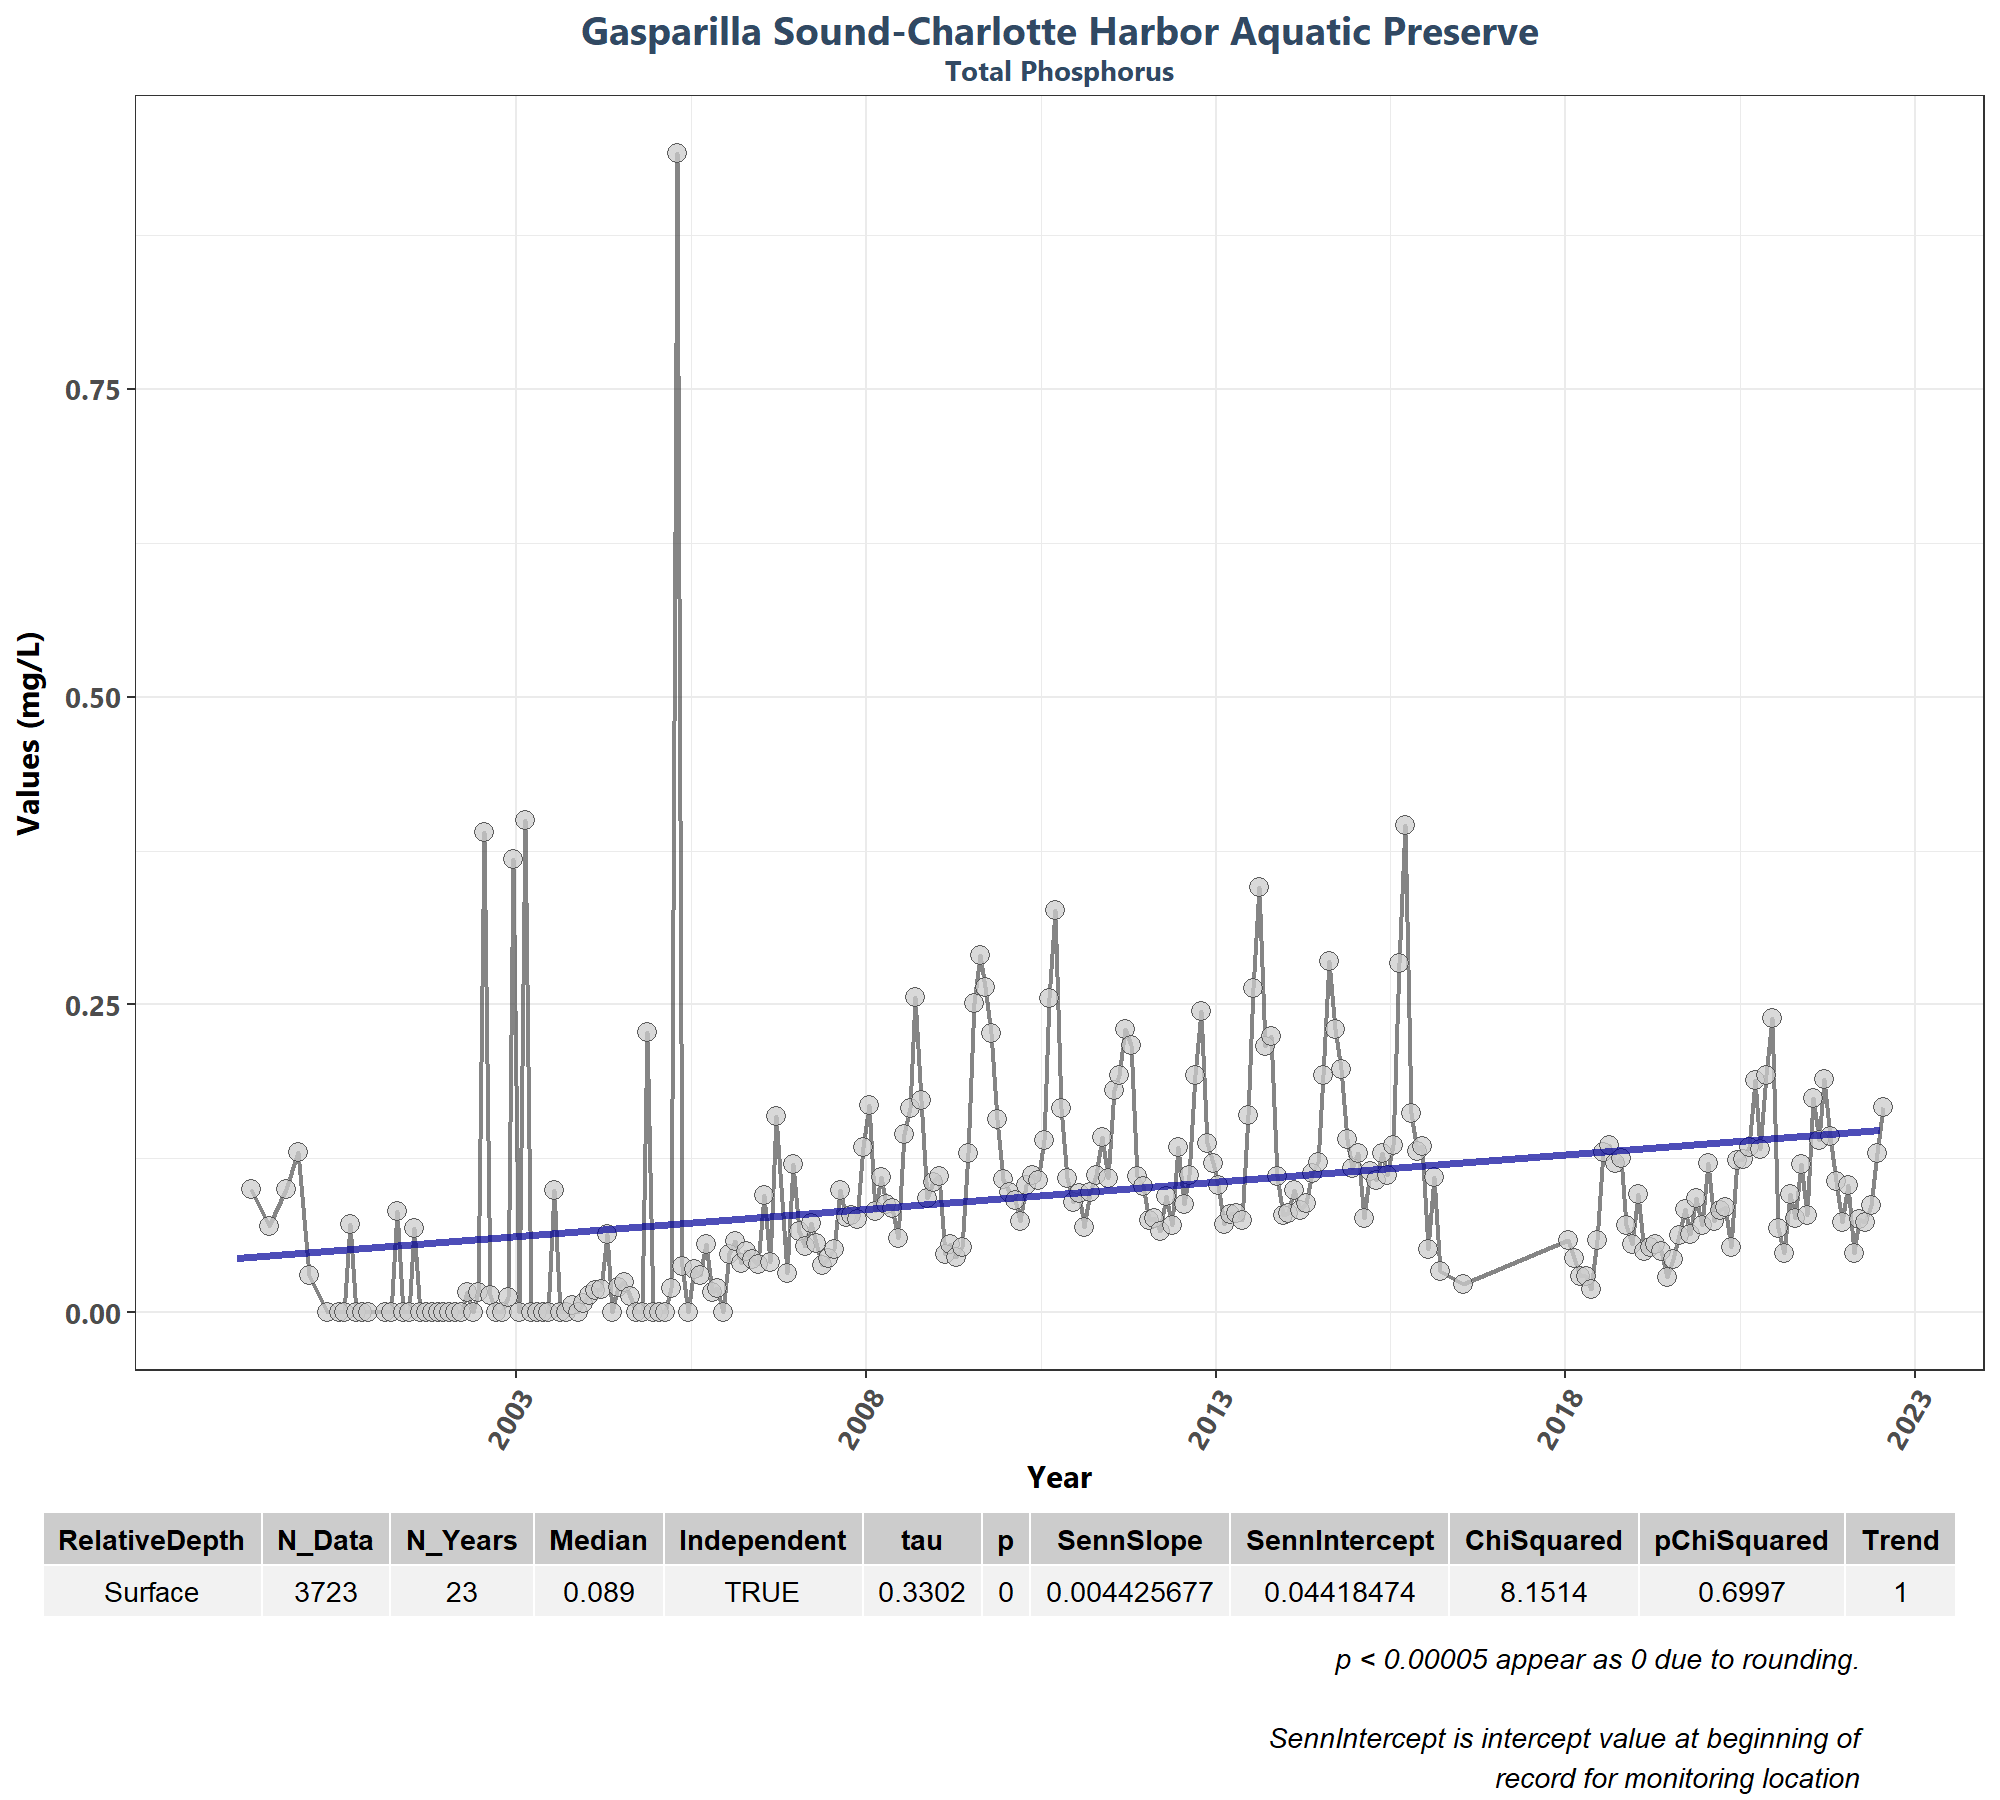 Gasparilla Sound-Charlotte Harbor Aquatic Preserve
Total Phosphorus
Values (mg/L)
0.75
0.50
0.25
0.00
2003 2008 2013 2018 2023
Year
RelativeDepth N_Data N_Years Median Independent tau p SennSlope SennIntercept ChiSquared pChiSquared Trend
Surface 3723 23 0.089 TRUE 0.3302 0 0.004425677 0.04418474 8.1514 0.6997 1
p < 0.00005 appear as 0 due to rounding.
SennIntercept is intercept value at beginning of
record for monitoring location